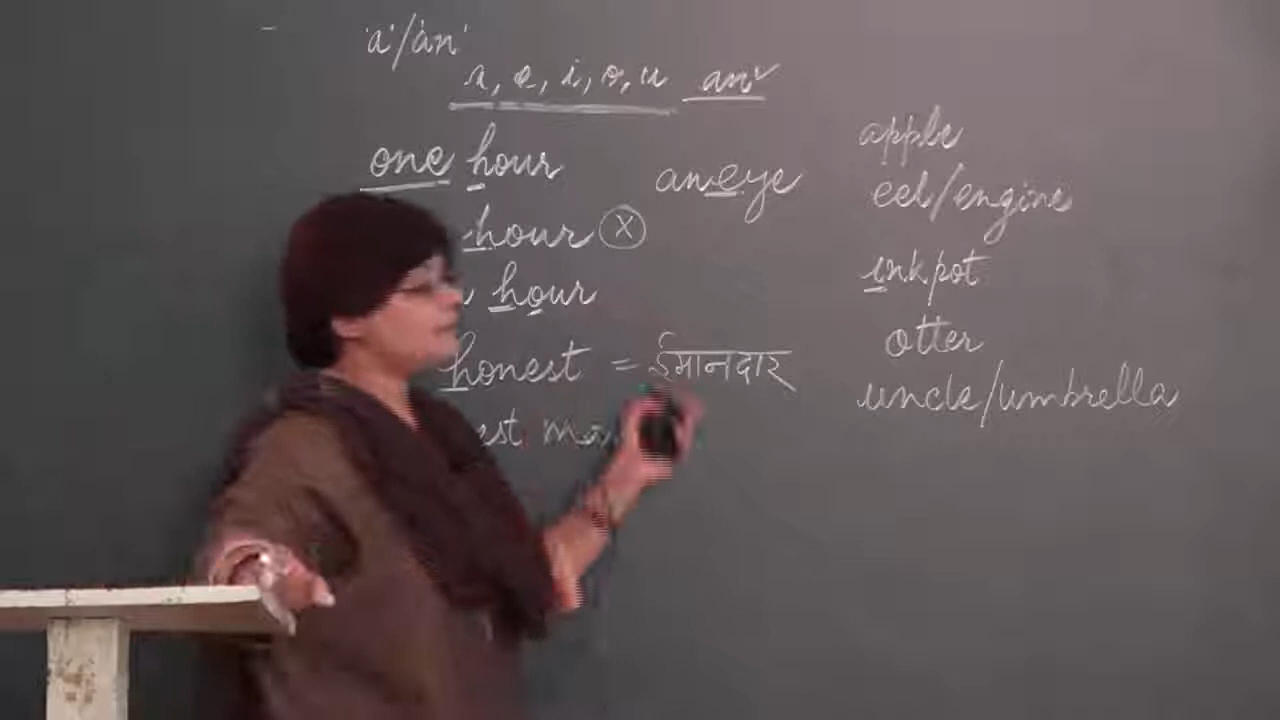 'a'/'an'
a, e, i, o, u an
one hour
hour X
hour
honest = ईमानदार
an eye
apple
eel/engine
inkpot
otter
uncle/umbrella